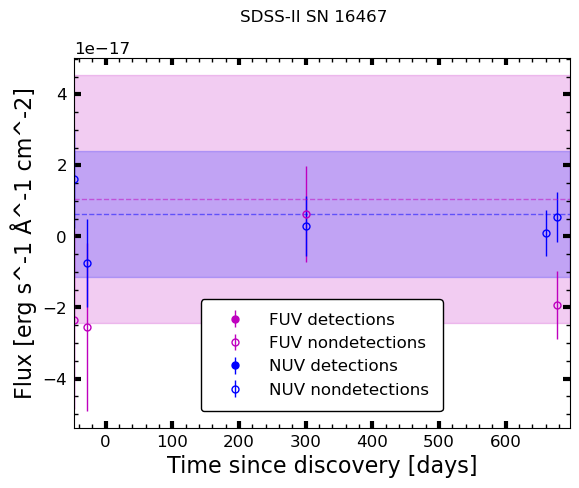 SDSS-II SN 16467
1e−17
4
2
0
−2
−4
Flux [erg s^-1 Å^-1 cm^-2]
FUV detections
FUV nondetections
NUV detections
NUV nondetections
0 100 200 300 400 500 600
Time since discovery [days]